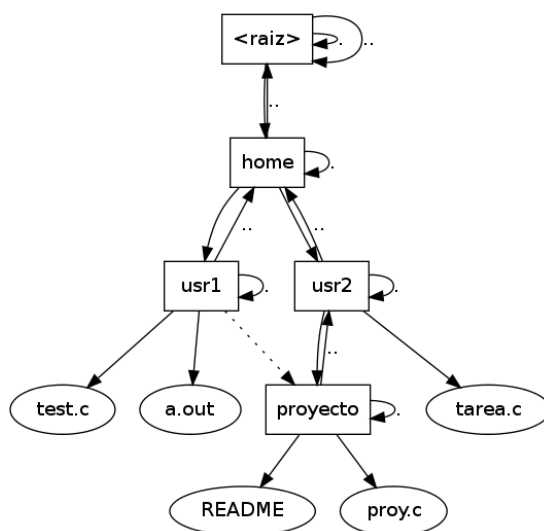 <raiz>
.
..
..
home
.
..
..
usr1
.
usr2
.
..
test.c
a.out
proyecto
.
tarea.c
README
proy.c